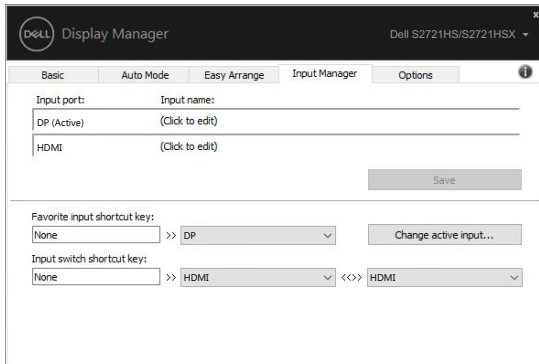 x
DELL Display Manager Dell S2721HS/S2721HSX
Basic Auto Mode Easy Arrange Input Manager Options i
Input port: Input name:
DP (Active) (Click to edit)
HDMI (Click to edit)
Save
Favorite input shortcut key:
None >> DP Change active input...
Input switch shortcut key:
None >> HDMI <<>> HDMI